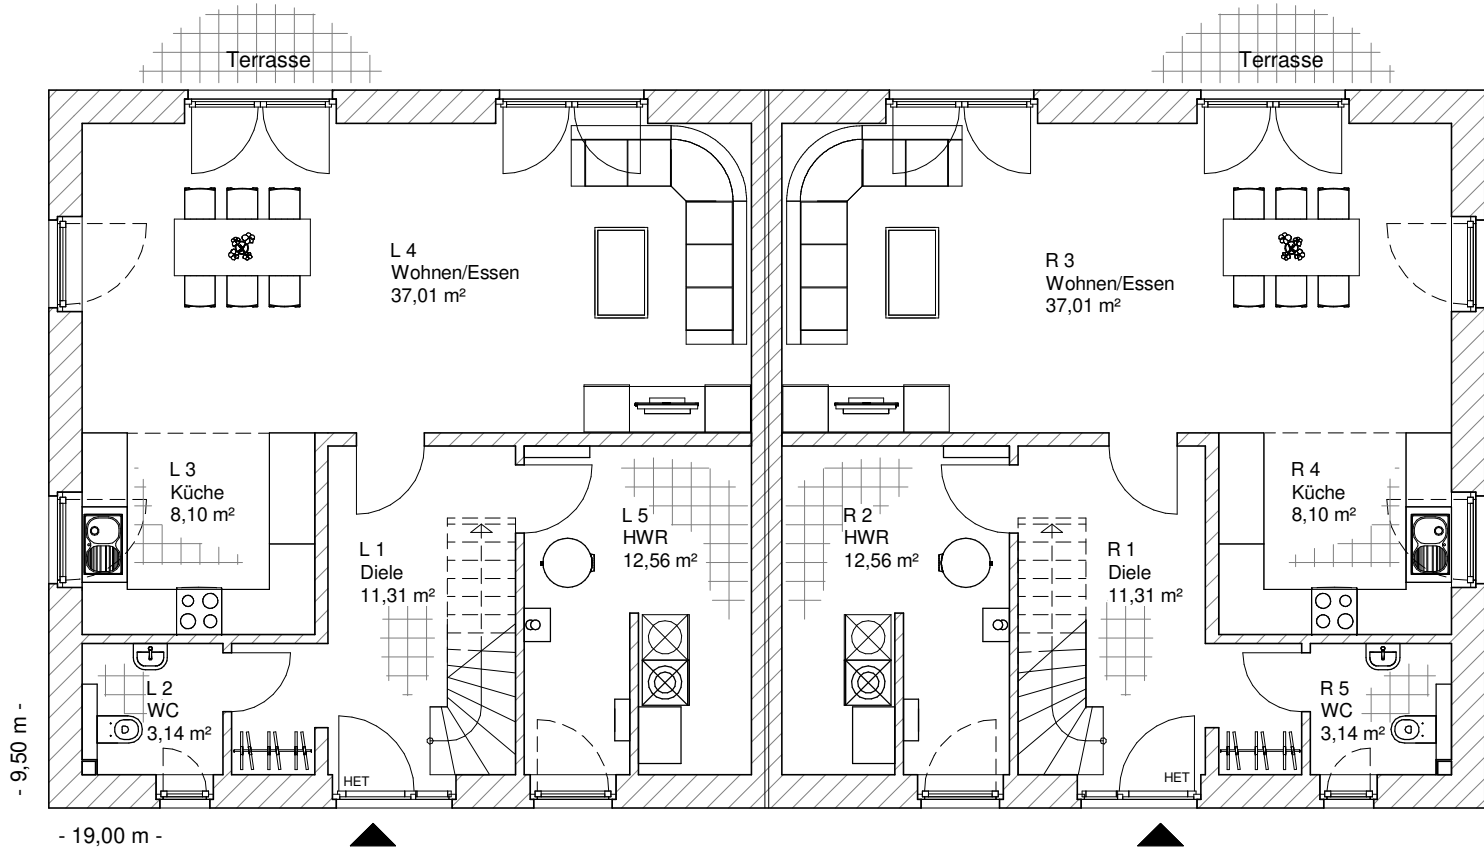 Terrasse
Terrasse
L 4
Wohnen/Essen
37,01 m²
R 3
Wohnen/Essen
37,01 m²
L 3
Küche
8,10 m²
L 1
Diele
11,31 m²
L 5
HWR
12,56 m²
R 2
HWR
12,56 m²
R 1
Diele
11,31 m²
R 4
Küche
8,10 m²
L 2
WC
3,14 m²
R 5
WC
3,14 m²
HET
HET
- 9,50 m -
- 19,00 m -